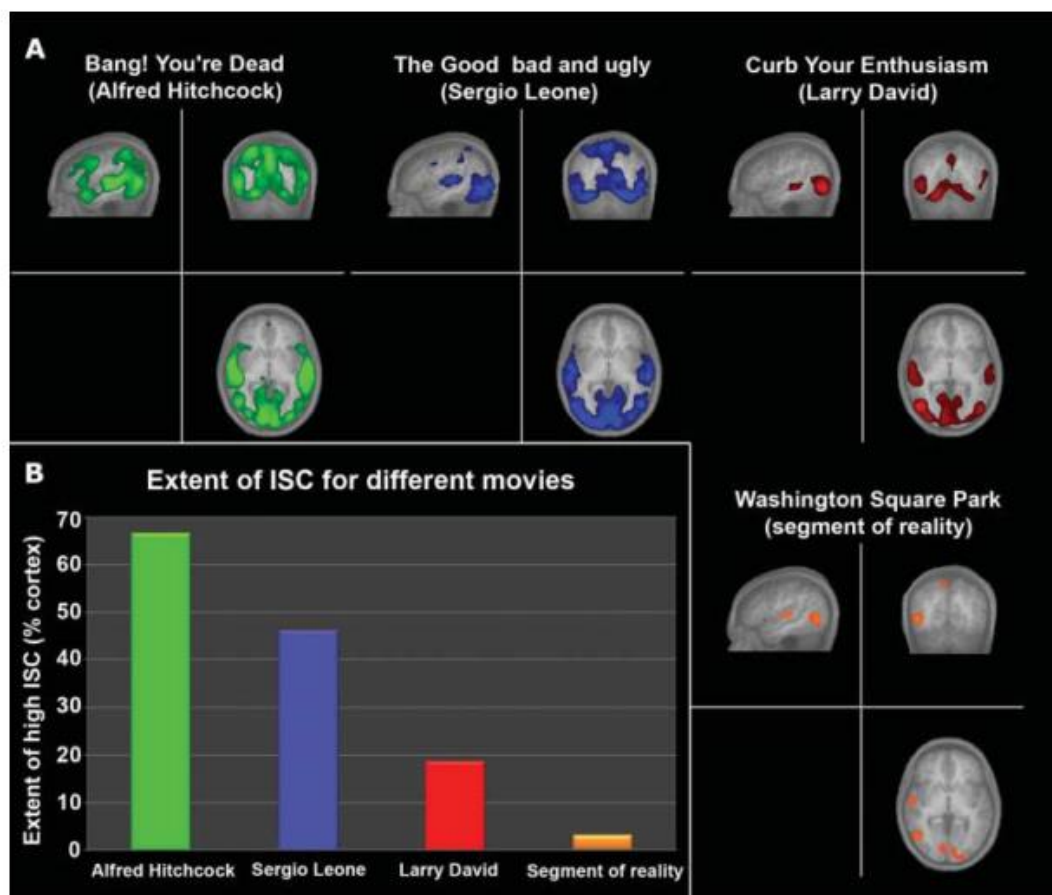 A
Bang! You're Dead
(Alfred Hitchcock)
The Good bad and ugly
(Sergio Leone)
Curb Your Enthusiasm
(Larry David)
B
Extent of ISC for different movies
Extent of high ISC (% cortex)
70
60
50
40
30
20
10
0
Alfred Hitchcock
Sergio Leone
Larry David
Segment of reality
Washington Square Park
(segment of reality)